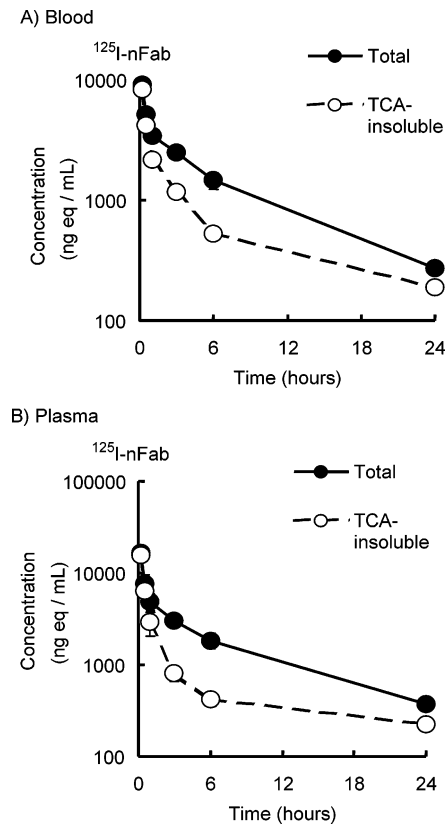 A) Blood
125I-nFab
Total
TCA-
insoluble
Concentration
(ng eq / mL)
10000
1000
100
0
6
12
18
24
Time (hours)
B) Plasma
125I-nFab
Total
TCA-
insoluble
Concentration
(ng eq / mL)
100000
10000
1000
100
0
6
12
18
24
Time (hours)